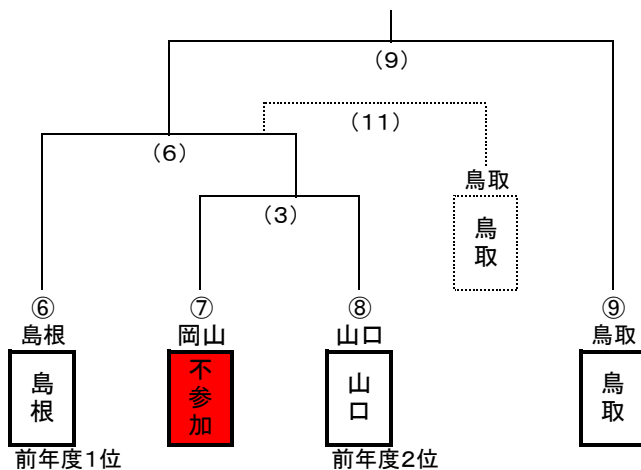 (9)
(11)
(6)
鳥取
(3)
鳥取
⑥
⑦
⑧
⑨
島根
岡山
山口
鳥取
島根
不参加
山口
鳥取
前年度1位
前年度2位